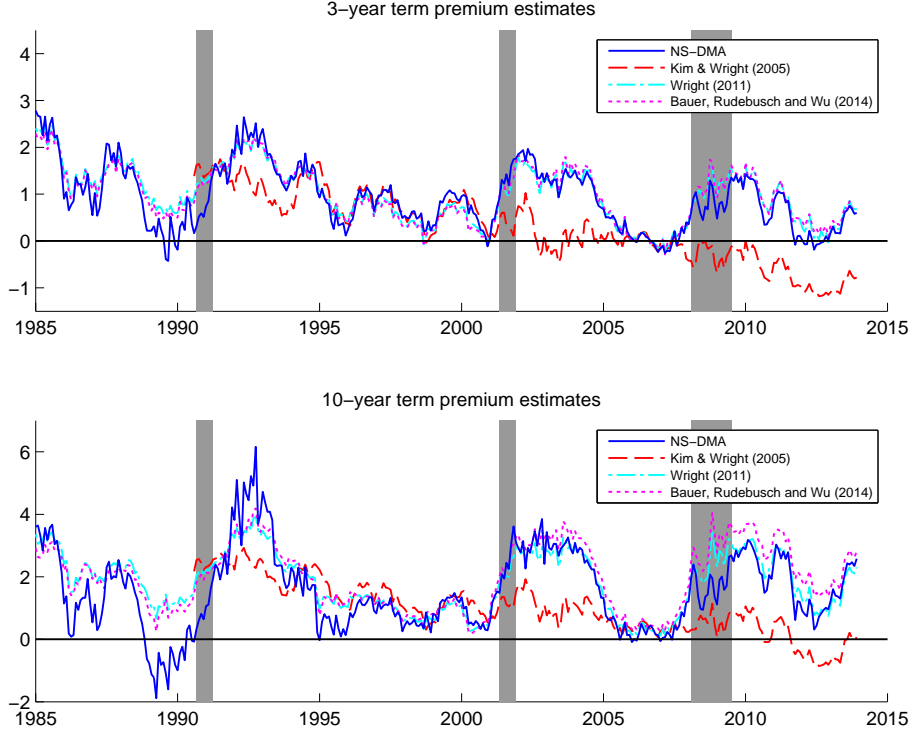 3−year term premium estimates
4
3
2
1
0
−1
NS−DMA
Kim & Wright (2005)
Wright (2011)
Bauer, Rudebusch and Wu (2014)
1985 1990 1995 2000 2005 2010 2015
10−year term premium estimates
6
4
2
0
−2
NS−DMA
Kim & Wright (2005)
Wright (2011)
Bauer, Rudebusch and Wu (2014)
1985 1990 1995 2000 2005 2010 2015